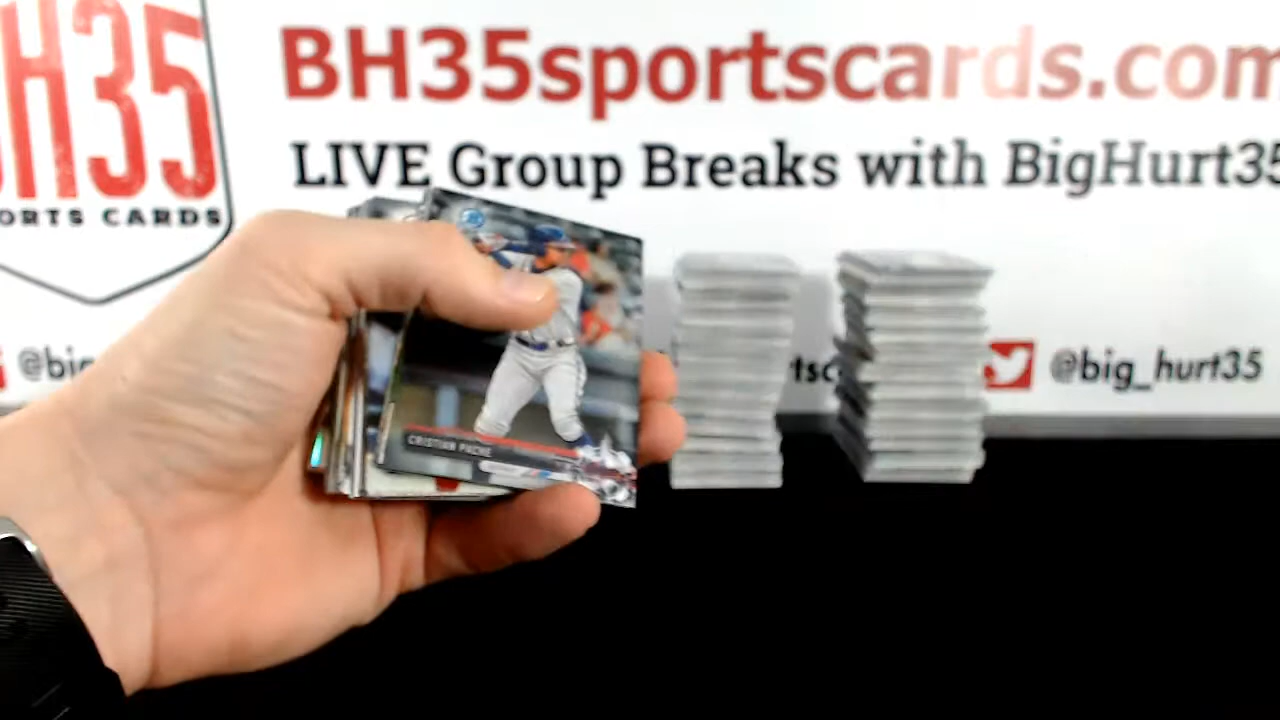 BH35
SPORTS CARDS
BH35sportscards.com
LIVE Group Breaks with BigHurt35
@big
@big_hurt35
CRISTIAN PACHE